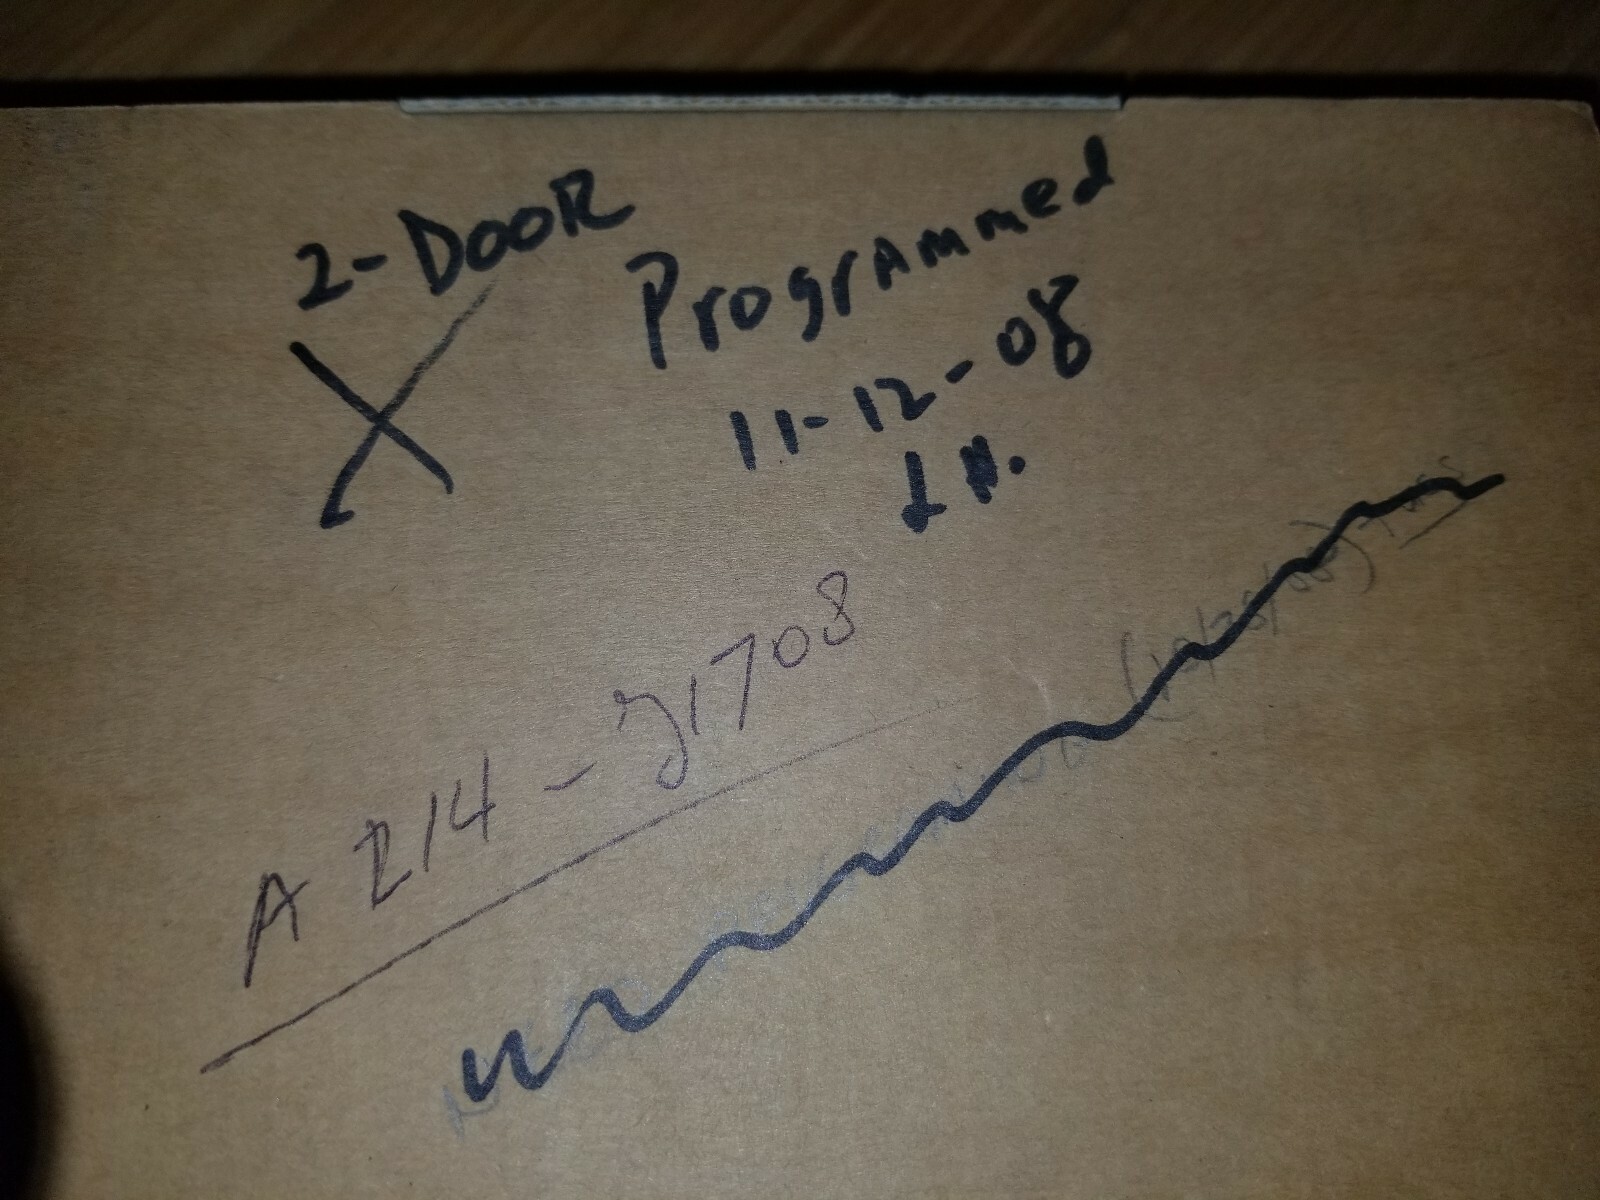 2-DOOR
Programmed
11-12-08
L N.
A 214 - J1708